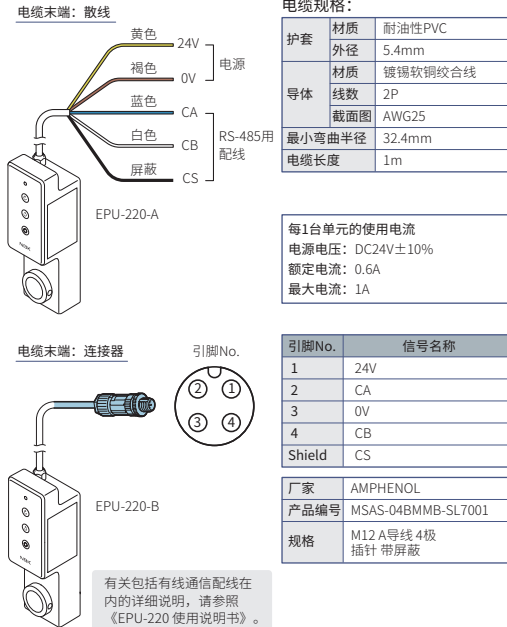 电缆末端：散线
黄色
24V
褐色
0V
电源
蓝色
CA
白色
CB
RS-485用
配线
屏蔽
CS
EPU-220-A
电缆规格：
护套 材质 耐油性PVC
外径 5.4mm
导体 材质 镀锡软铜绞合线
线数 2P
截面图 AWG25
最小弯曲半径 32.4mm
电缆长度 1m
每1台单元的使用电流
电源电压：DC24V±10%
额定电流：0.6A
最大电流：1A
电缆末端：连接器
引脚No.
2 1
3 4
EPU-220-B
有关包括有线通信配线在
内的详细说明，请参照
《EPU-220 使用说明书》。
引脚No. 信号名称
1 24V
2 CA
3 0V
4 CB
Shield CS
厂家 AMPHENOL
产品编号 MSAS-04BMMB-SL7001
规格 M12 A导线 4极
插针 带屏蔽